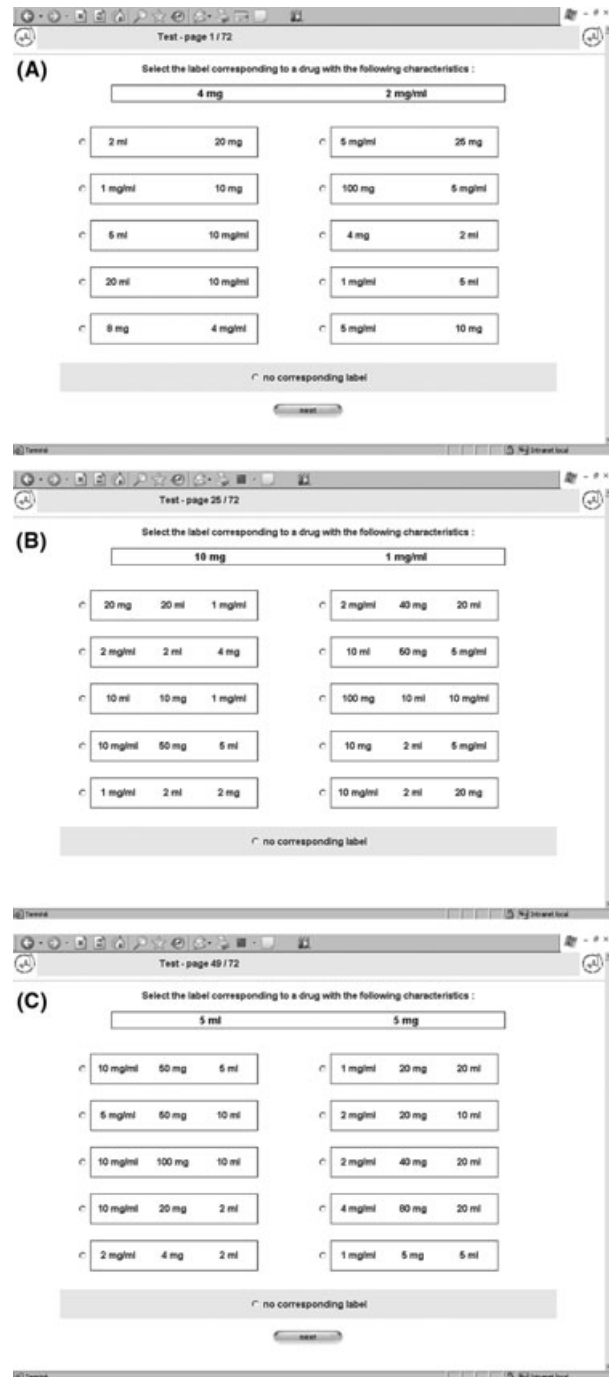 Test - page 1 / 72
(A)
Select the label corresponding to a drug with the following characteristics :
4 mg 2 mg/ml
2 ml 20 mg 5 mg/ml 25 mg
1 mg/ml 10 mg 100 mg 5 mg/ml
5 ml 10 mg/ml 4 mg 2 ml
20 ml 10 mg/ml 1 mg/ml 5 ml
8 mg 4 mg/ml 5 mg/ml 10 mg
no corresponding label
next
Terminé Intranet local
Test - page 25 / 72
(B)
Select the label corresponding to a drug with the following characteristics :
10 mg 1 mg/ml
20 mg 20 ml 1 mg/ml 2 mg/ml 40 mg 20 ml
2 mg/ml 2 ml 4 mg 10 ml 50 mg 5 mg/ml
10 ml 10 mg 1 mg/ml 100 mg 10 ml 10 mg/ml
10 mg/ml 50 mg 5 ml 10 mg 2 ml 5 mg/ml
1 mg/ml 2 ml 2 mg 10 mg/ml 2 ml 20 mg
no corresponding label
Terminé Intranet local
Test - page 49 / 72
(C)
Select the label corresponding to a drug with the following characteristics :
5 ml 5 mg
10 mg/ml 50 mg 5 ml 1 mg/ml 20 mg 20 ml
5 mg/ml 50 mg 10 ml 2 mg/ml 20 mg 10 ml
10 mg/ml 100 mg 10 ml 2 mg/ml 40 mg 20 ml
10 mg/ml 20 mg 2 ml 4 mg/ml 80 mg 20 ml
2 mg/ml 4 mg 2 ml 1 mg/ml 5 mg 5 ml
no corresponding label
next
Terminé Intranet local